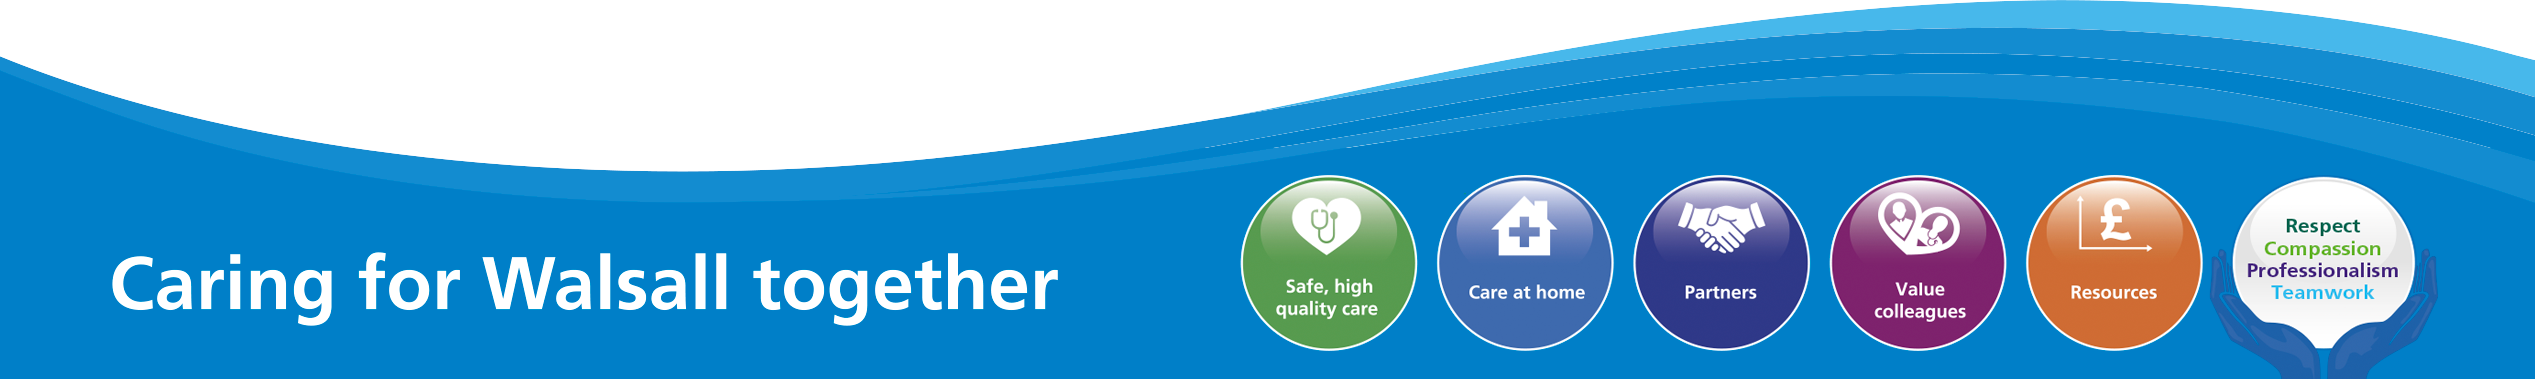 Caring for Walsall together
Safe, high
quality care
Care at home
Partners
Value
colleagues
£
Resources
Respect
Compassion
Professionalism
Teamwork